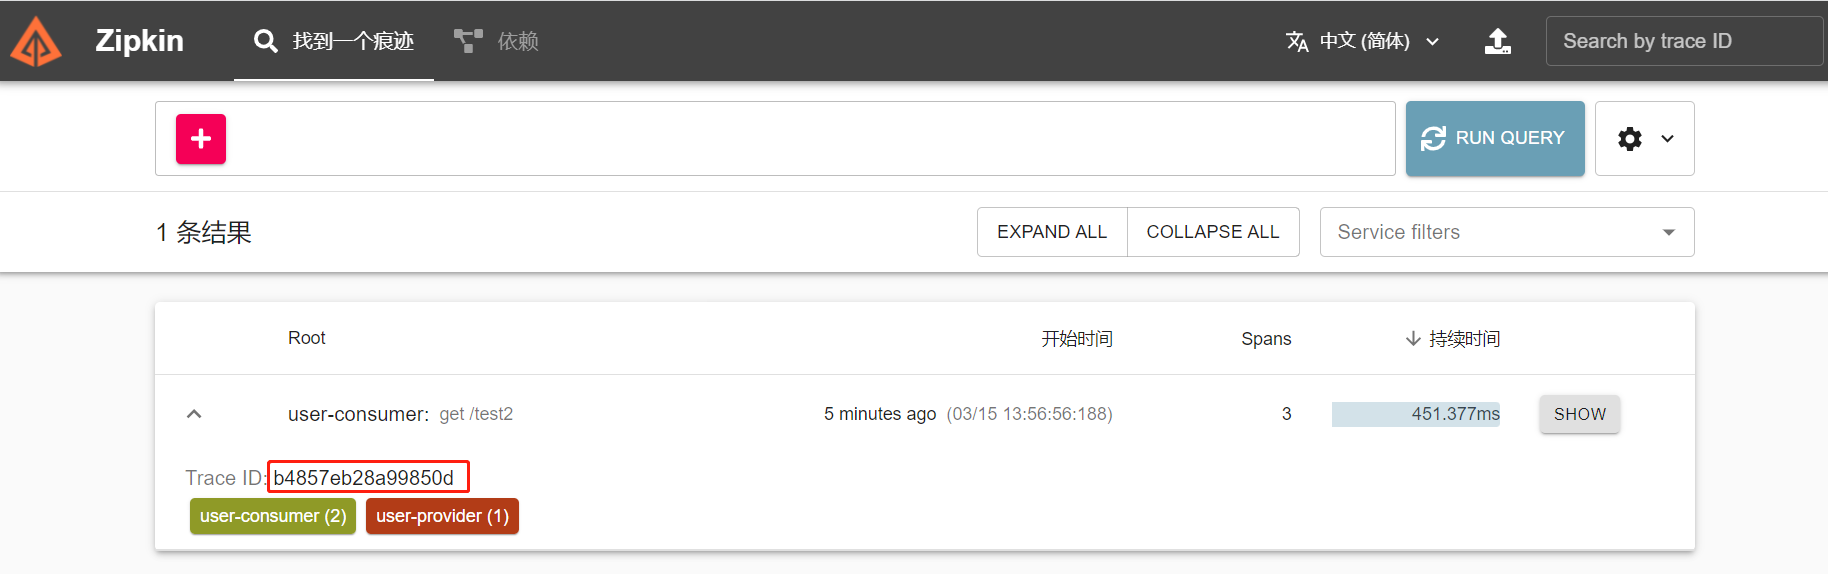 Zipkin 找到一个痕迹 依赖 中文 (简体) Search by trace ID
RUN QUERY
1 条结果 EXPAND ALL COLLAPSE ALL Service filters
Root 开始时间 Spans 持续时间
user-consumer: get /test2 5 minutes ago (03/15 13:56:56:188) 3 451.377ms SHOW
Trace ID: b4857eb28a99850d
user-consumer (2) user-provider (1)